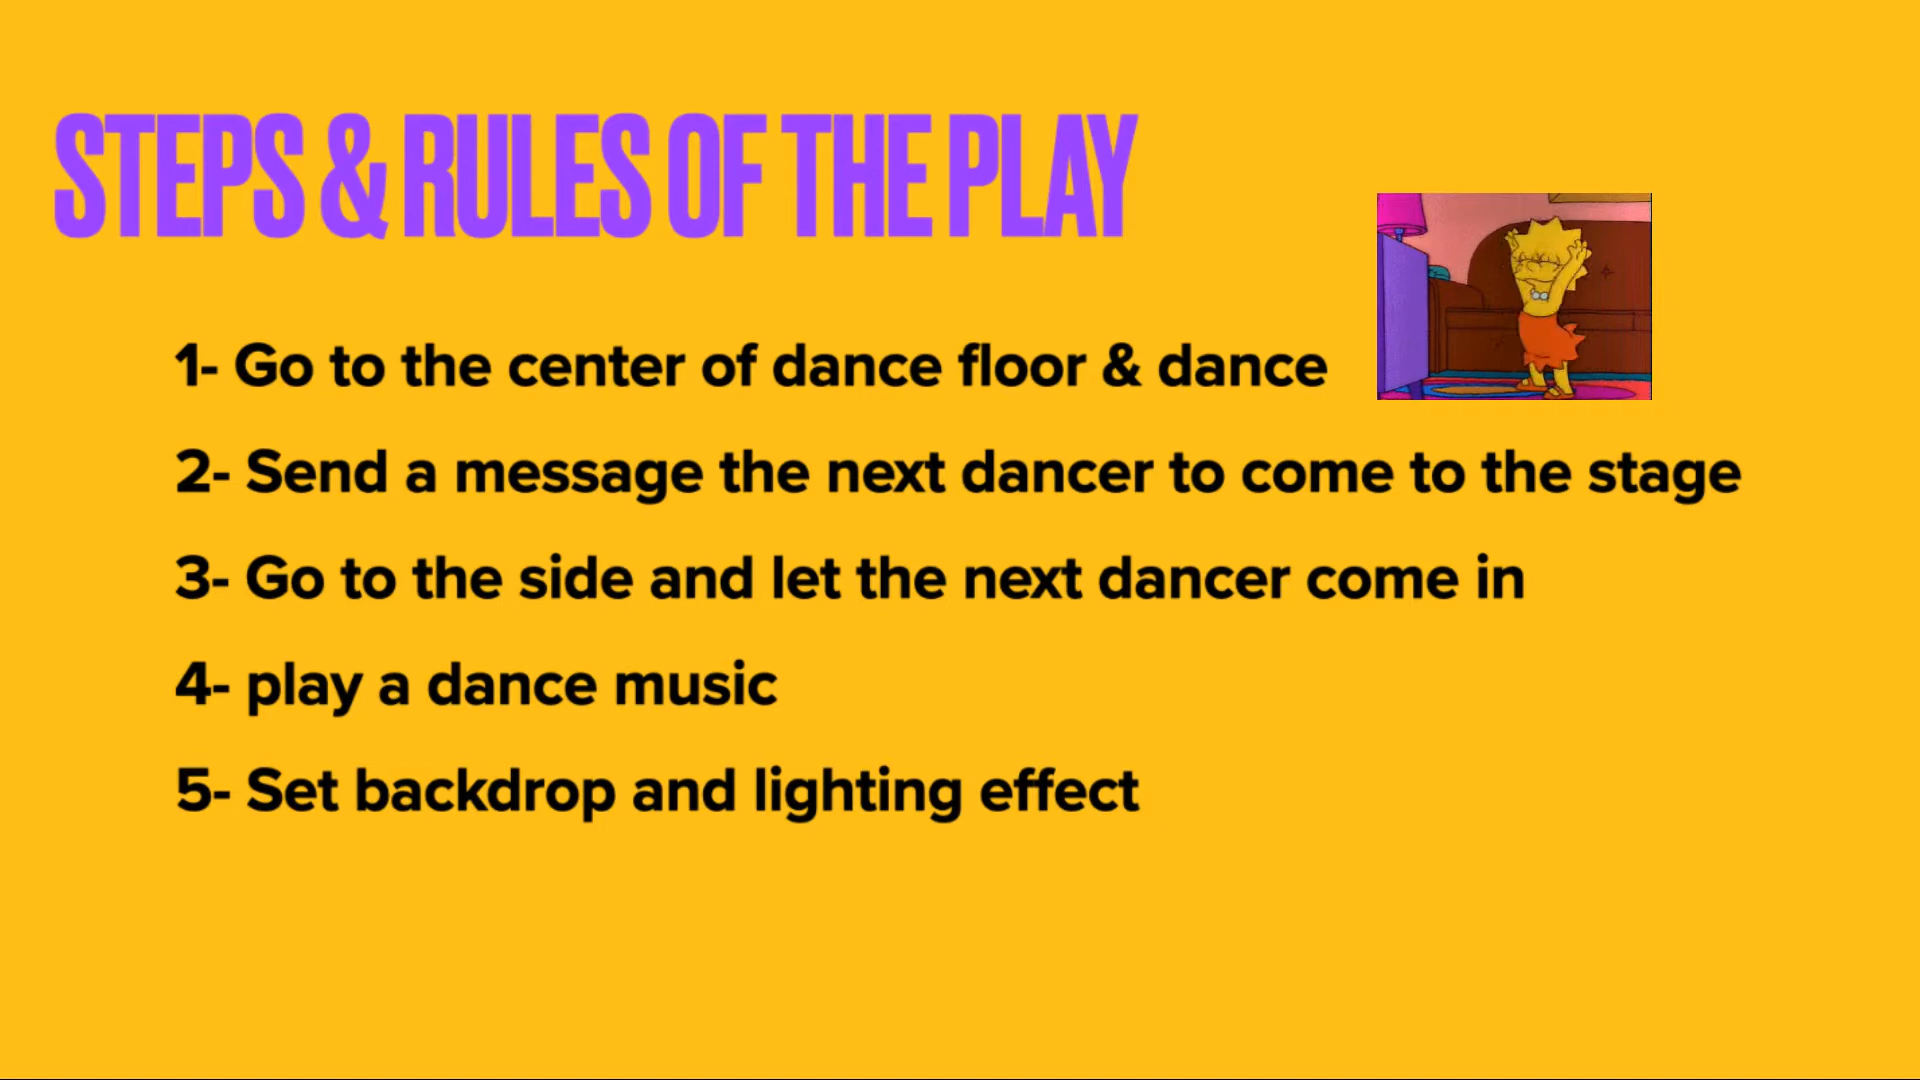 STEPS & RULES OF THE PLAY
1- Go to the center of dance floor & dance
2- Send a message the next dancer to come to the stage
3- Go to the side and let the next dancer come in
4- play a dance music
5- Set backdrop and lighting effect